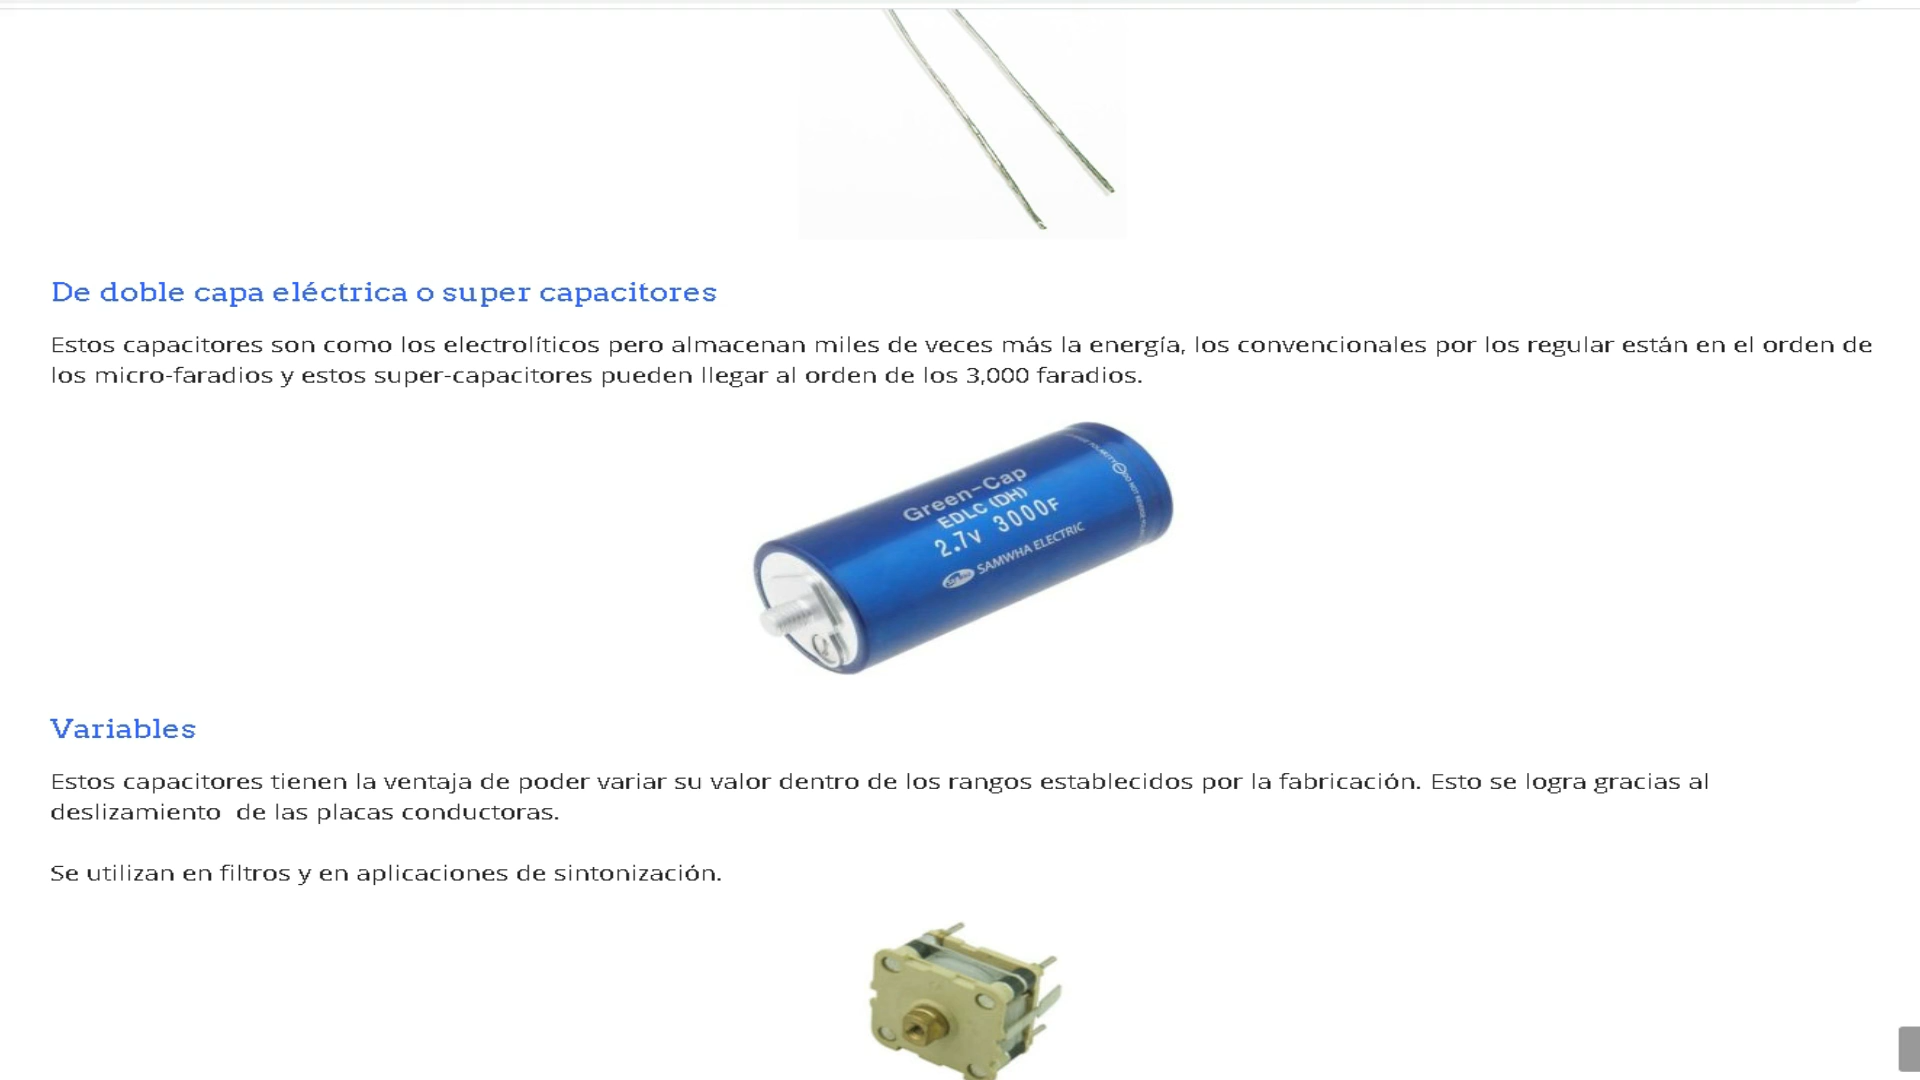 De doble capa eléctrica o super capacitores
Estos capacitores son como los electrolíticos pero almacenan miles de veces más la energía, los convencionales por los regular están en el orden de
los micro-faradios y estos super-capacitores pueden llegar al orden de los 3,000 faradios.
Green-Cap
EDLC (DH)
2.7V 3000F
SAMWHA ELECTRIC
Variables
Estos capacitores tienen la ventaja de poder variar su valor dentro de los rangos establecidos por la fabricación. Esto se logra gracias al
deslizamiento  de las placas conductoras.
Se utilizan en filtros y en aplicaciones de sintonización.